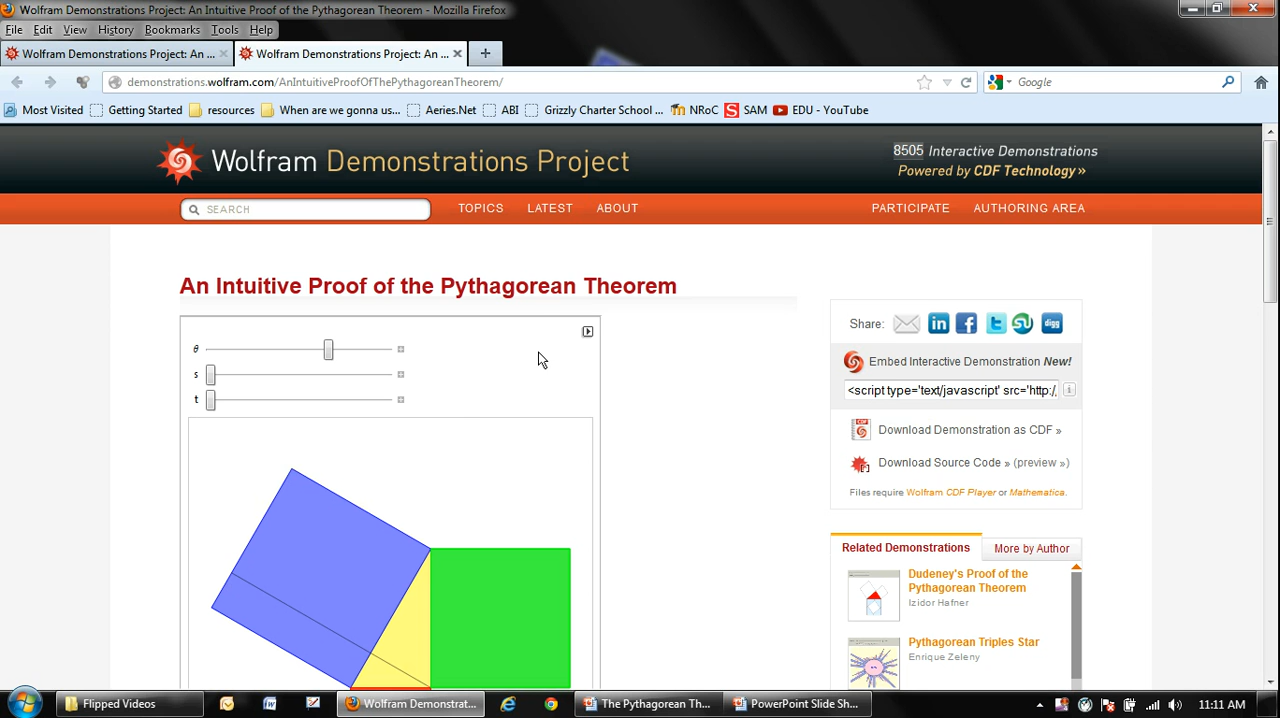 Wolfram Demonstrations Project: An Intuitive Proof of the Pythagorean Theorem - Mozilla Firefox
File Edit View History Bookmarks Tools Help
Wolfram Demonstrations Project: An ... Wolfram Demonstrations Project: An ...
demonstrations.wolfram.com/AnIntuitiveProofOfThePythagoreanTheorem/ Google
Most Visited Getting Started resources When are we gonna us... Aeries.Net ABI Grizzly Charter School ... NRoC SAM EDU - YouTube
Wolfram Demonstrations Project
8505 Interactive Demonstrations
Powered by CDF Technology »
SEARCH TOPICS LATEST ABOUT PARTICIPATE AUTHORING AREA
An Intuitive Proof of the Pythagorean Theorem
θ
s
t
Share: in f t digg
Embed Interactive Demonstration New!
<script type='text/javascript' src='http:/
Download Demonstration as CDF »
Download Source Code » (preview »)
Files require Wolfram CDF Player or Mathematica.
Related Demonstrations More by Author
Dudeney's Proof of the
Pythagorean Theorem
Izidor Hafner
Pythagorean Triples Star
Enrique Zeleny
Flipped Videos Wolfram Demonstrat... The Pythagorean Th... PowerPoint Slide Sh... 11:11 AM